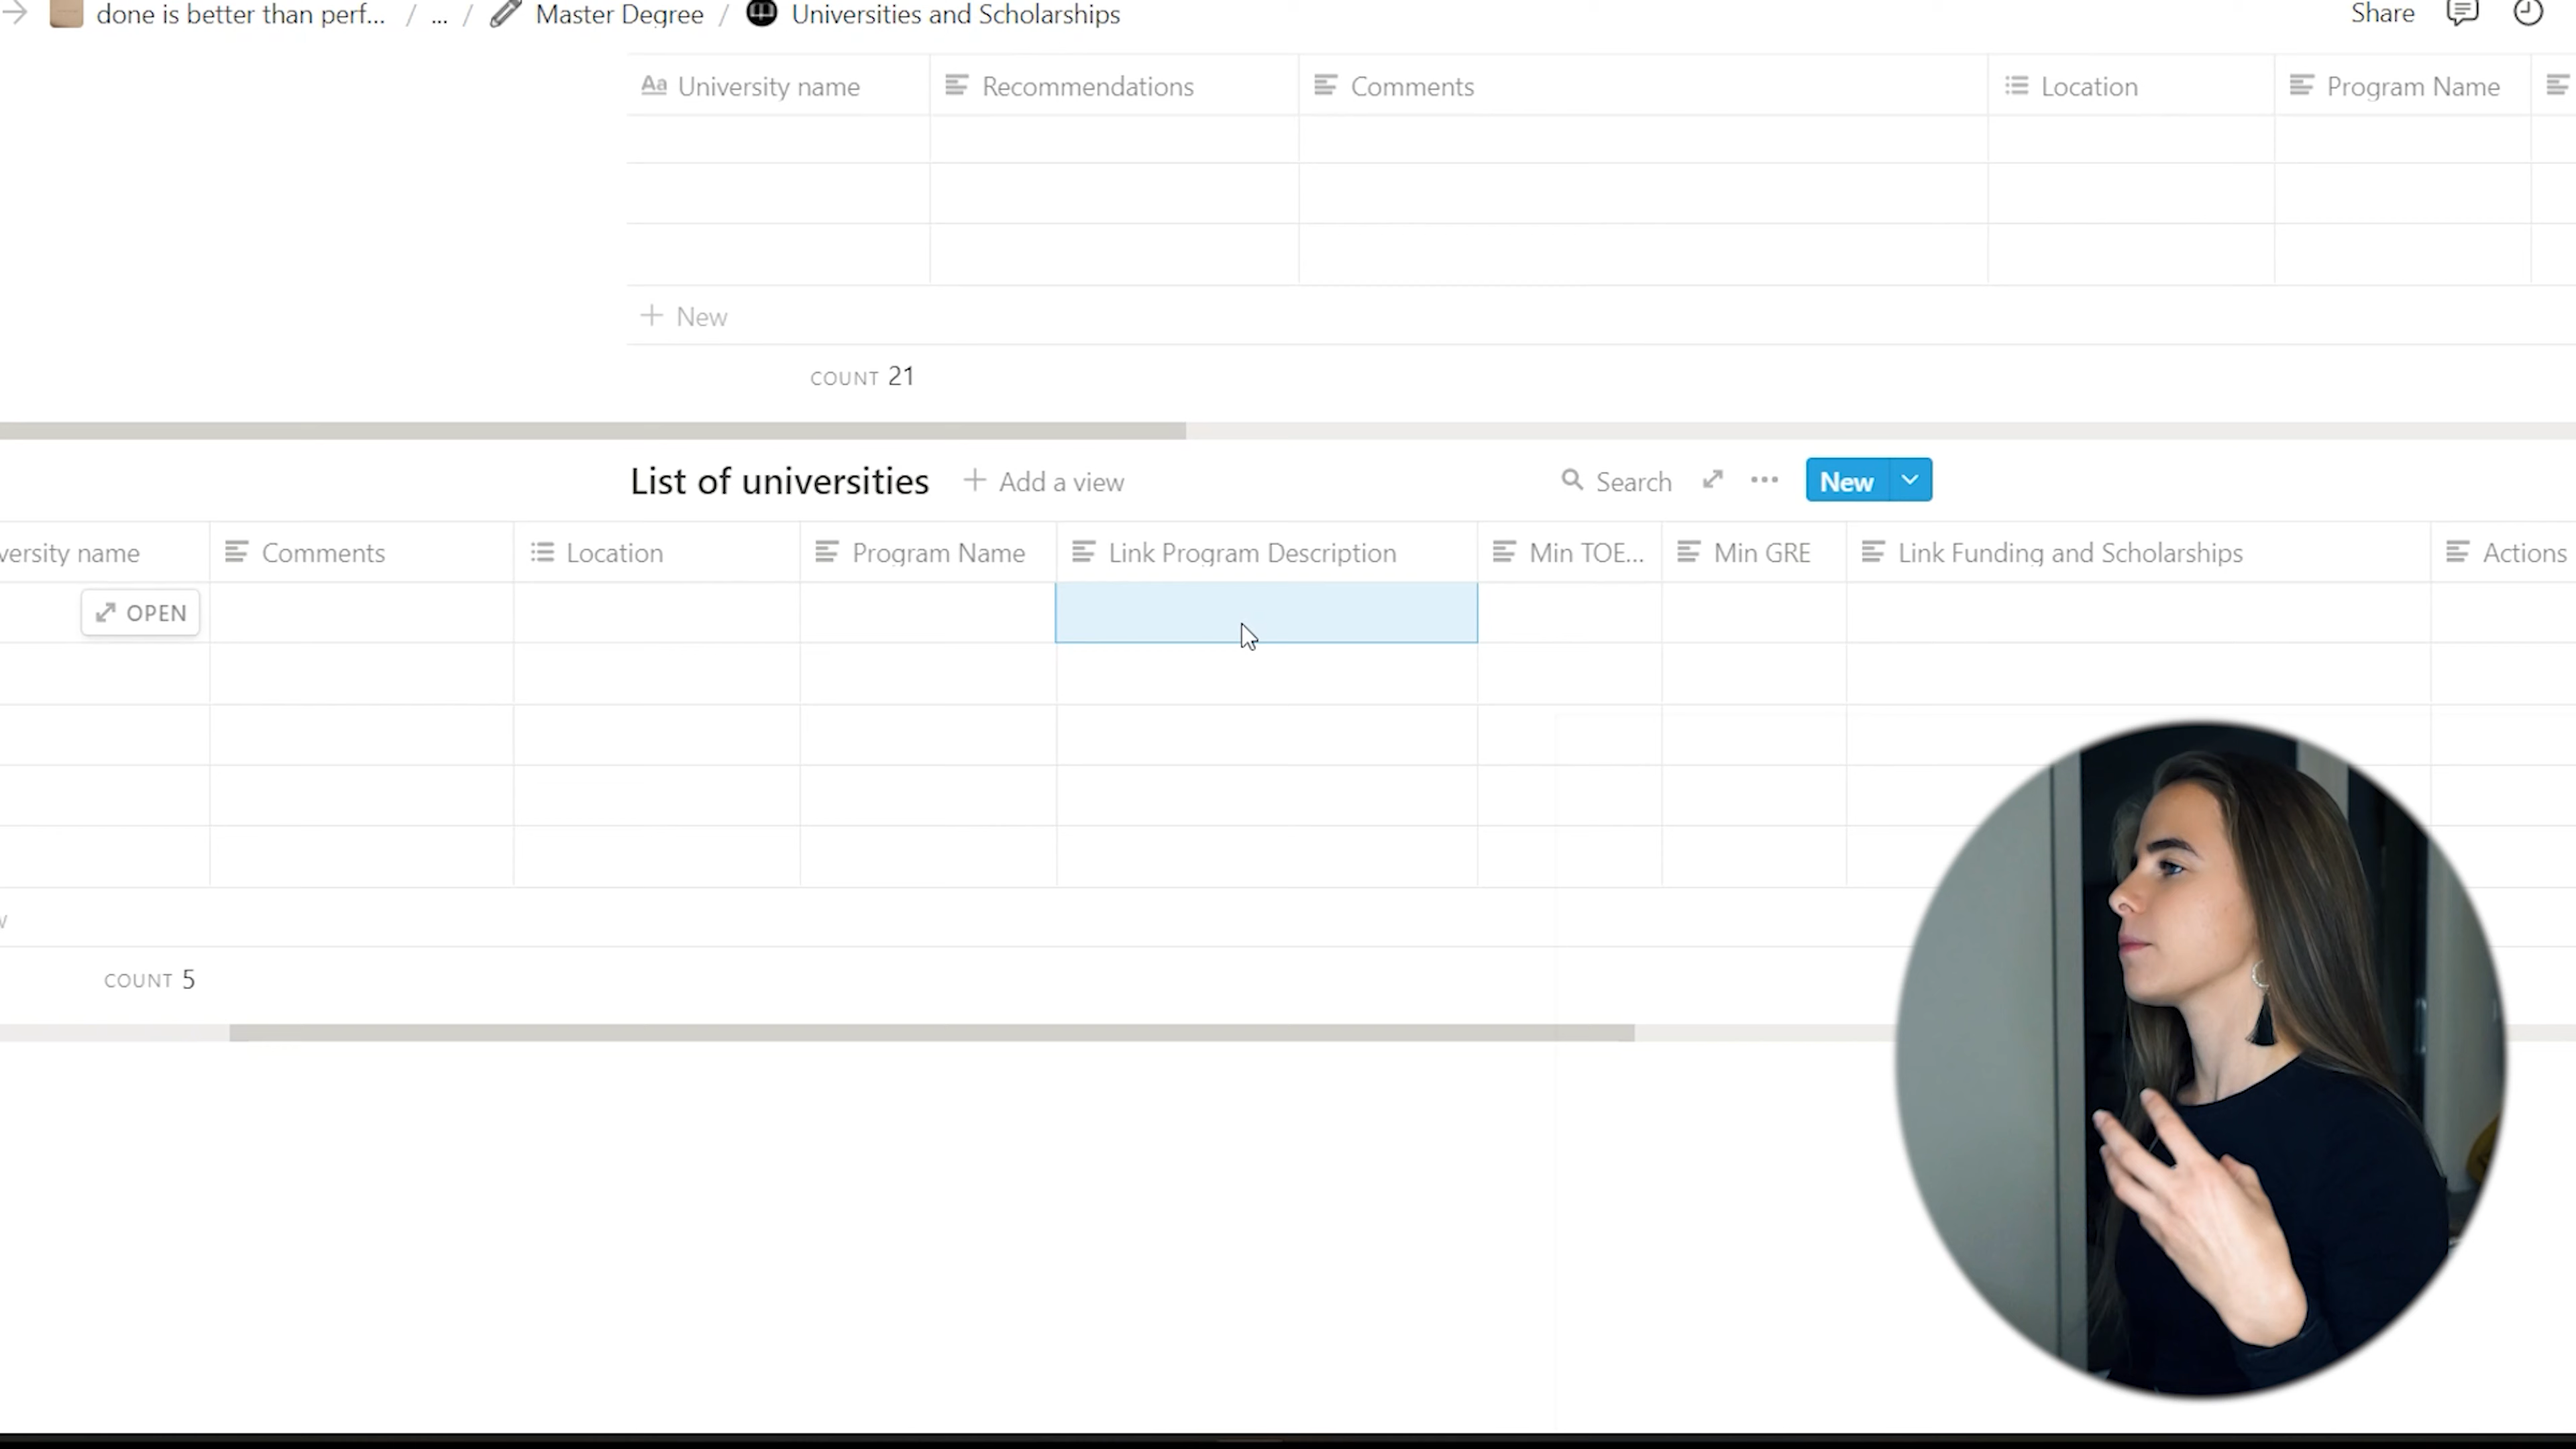 done is better than perf... / ... / Master Degree / Universities and Scholarships
Share
Aa University name
Recommendations
Comments
Location
Program Name
+ New
COUNT 21
List of universities
+ Add a view
Search
New
versity name
Comments
Location
Program Name
Link Program Description
Min TOE...
Min GRE
Link Funding and Scholarships
Actions
OPEN
w
COUNT 5